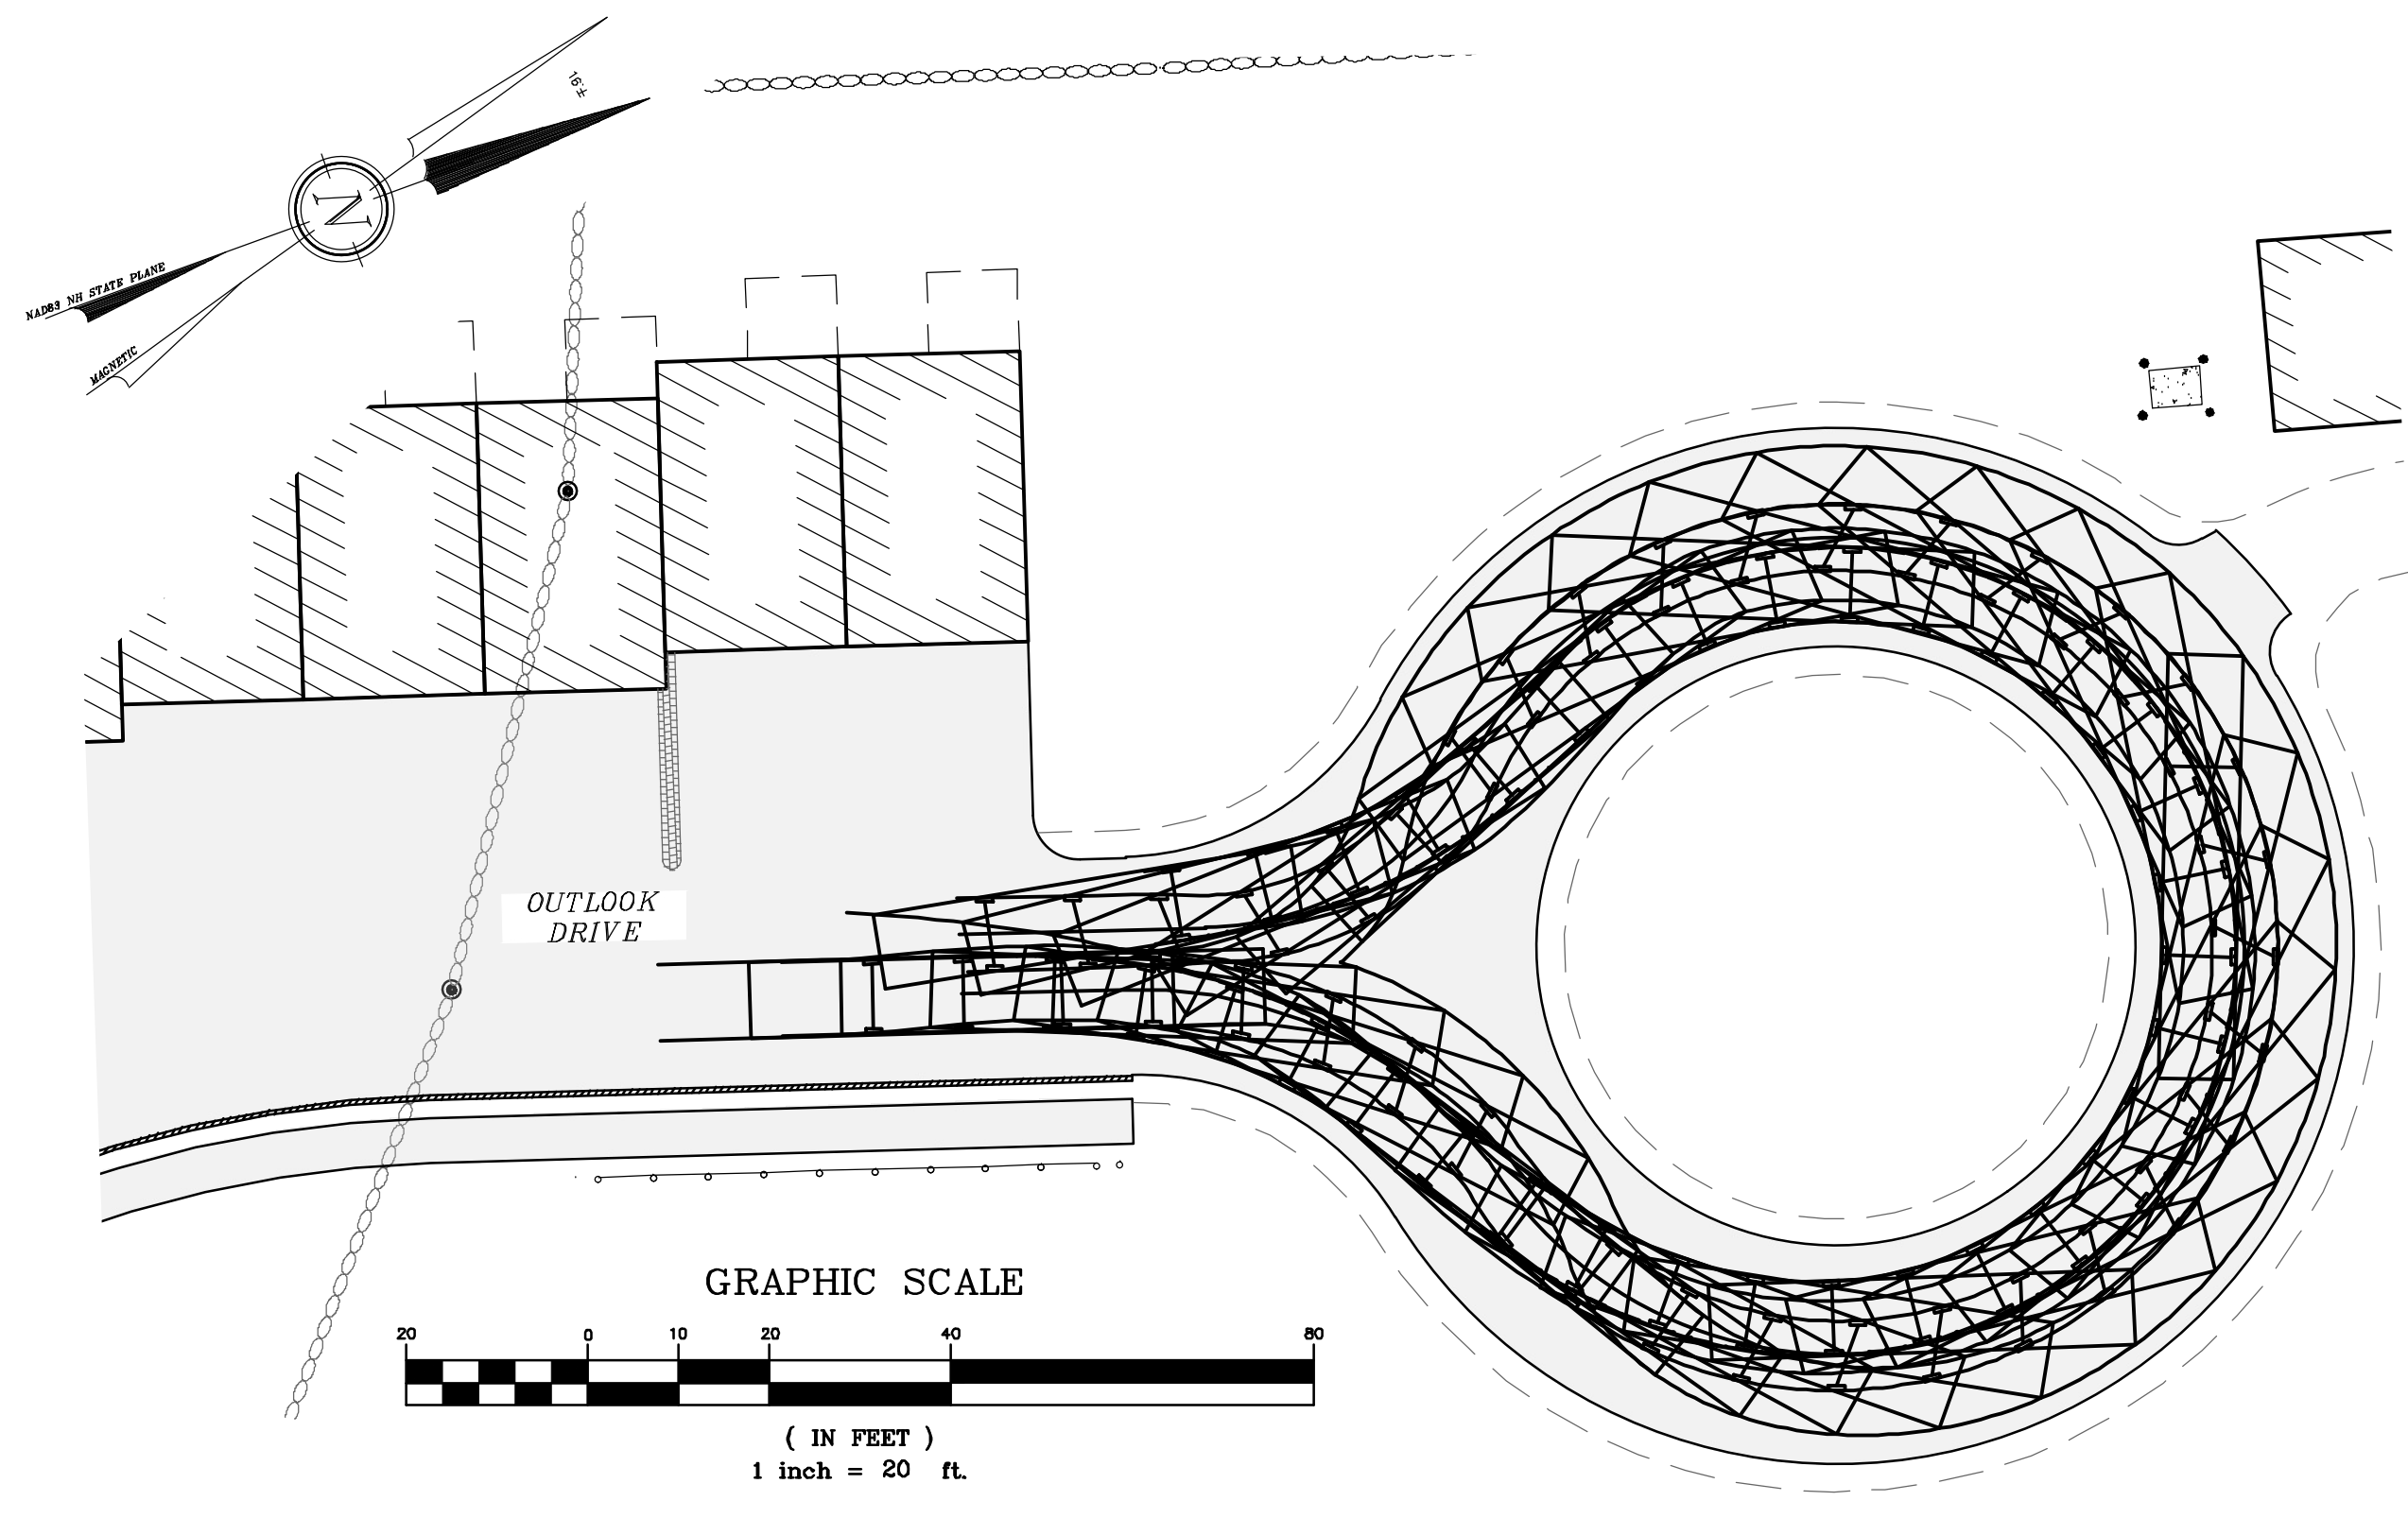 16°±
N
NAD83 NH STATE PLANE
MAGNETIC
OUTLOOK
DRIVE
GRAPHIC SCALE
20 0 10 20 40 80
( IN FEET )
1 inch = 20 ft.